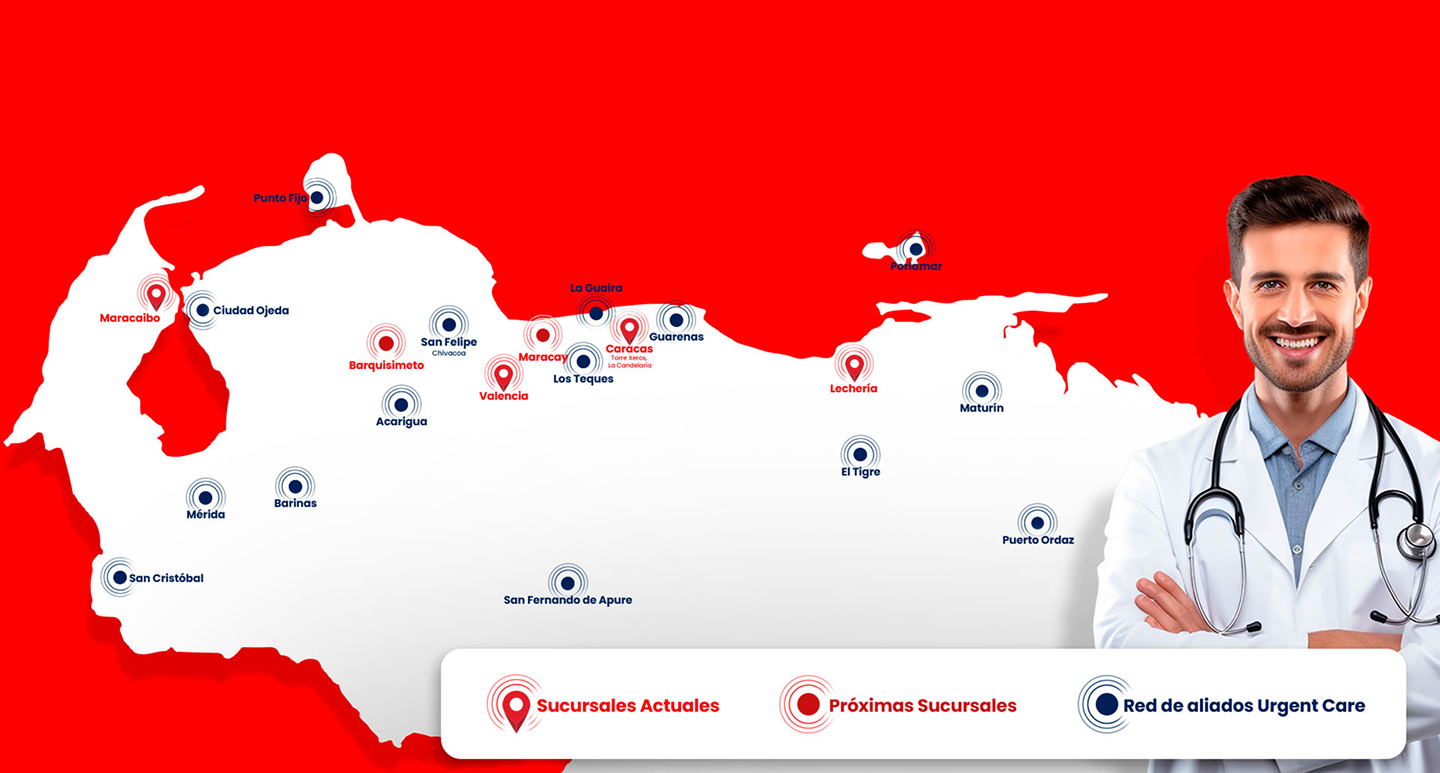 Punto Fijo
Porlamar
La Guaira
Maracaibo
Ciudad Ojeda
San Felipe
Chivacoa
Guarenas
Barquisimeto
Maracay
Caracas
Torre Xerox,
La Candelaria
Los Teques
Valencia
Lechería
Acarigua
Maturín
El Tigre
Mérida
Barinas
Puerto Ordaz
San Cristóbal
San Fernando de Apure
Sucursales Actuales
Próximas Sucursales
Red de aliados Urgent Care